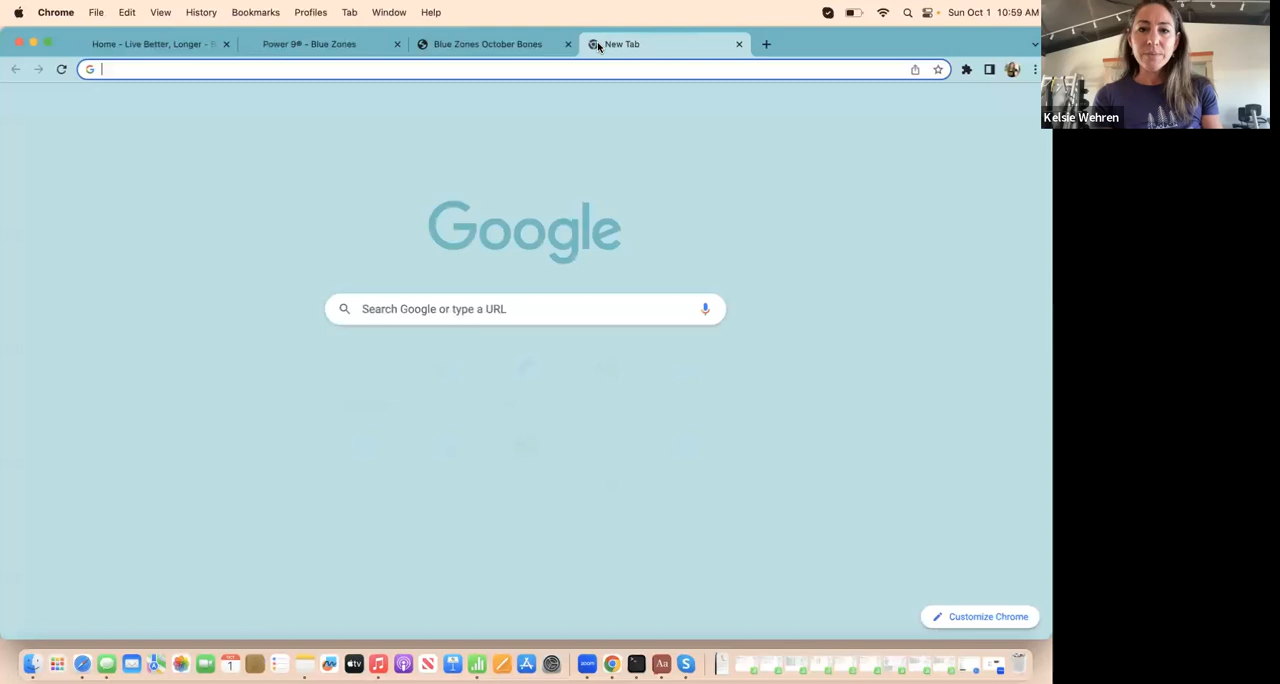 Chrome File Edit View History Bookmarks Profiles Tab Window Help Sun Oct 1 10:59 AM
Home - Live Better, Longer - Power 9® - Blue Zones Blue Zones October Bones New Tab
Kelsie Wehren
Google
Search Google or type a URL
Customize Chrome